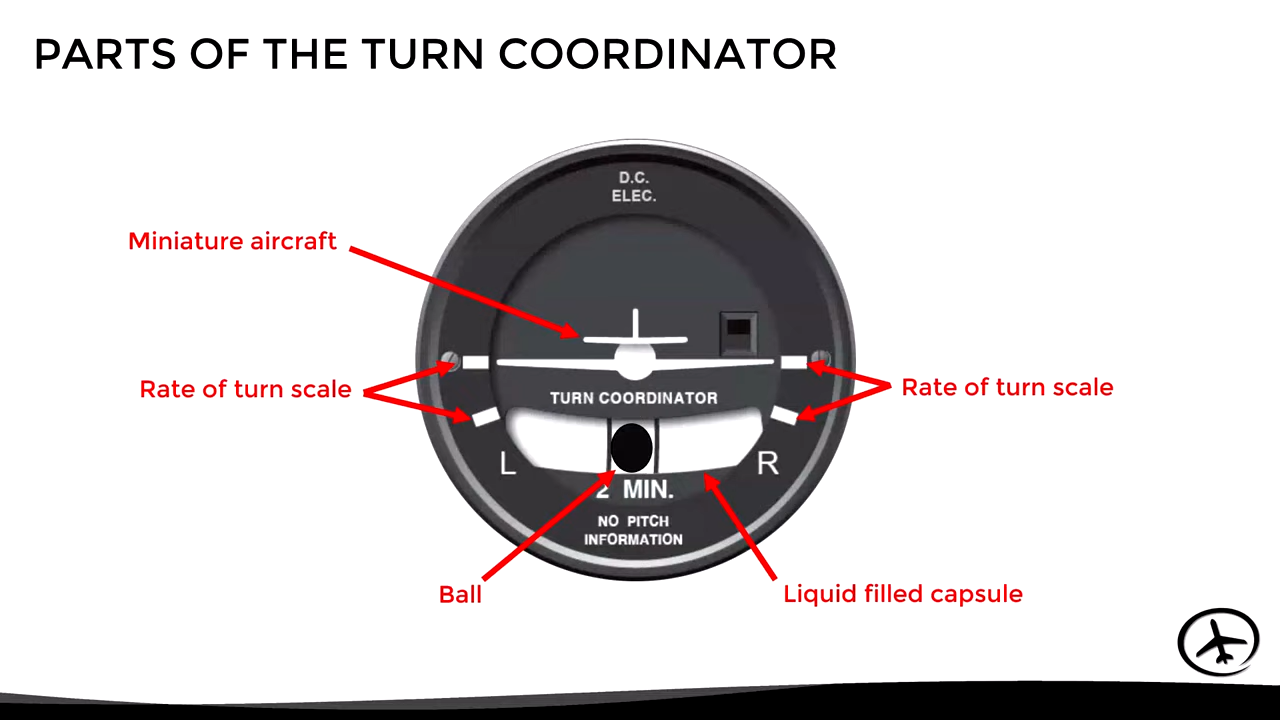 PARTS OF THE TURN COORDINATOR
D.C.
ELEC.
Miniature aircraft
Rate of turn scale
Rate of turn scale
TURN COORDINATOR
L
R
2 MIN.
NO PITCH
INFORMATION
Ball
Liquid filled capsule